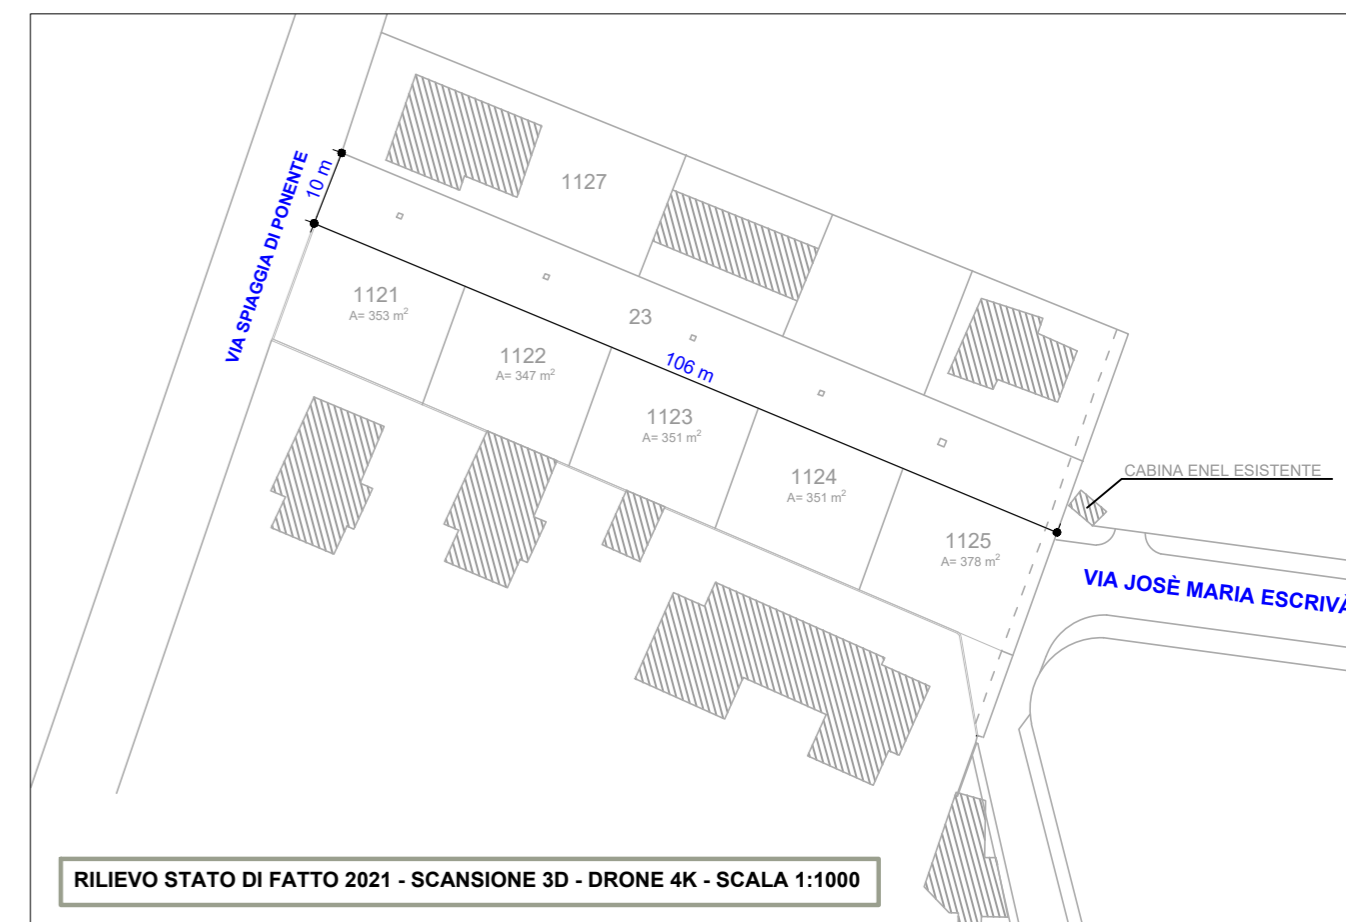 1127
10 m
VIA SPIAGGIA DI PONENTE
1121
A= 353 m²
23
1122
A= 347 m²
106 m
1123
A= 351 m²
1124
A= 351 m²
CABINA ENEL ESISTENTE
1125
A= 378 m²
VIA JOSÈ MARIA ESCRIVÀ
RILIEVO STATO DI FATTO 2021 - SCANSIONE 3D - DRONE 4K - SCALA 1:1000